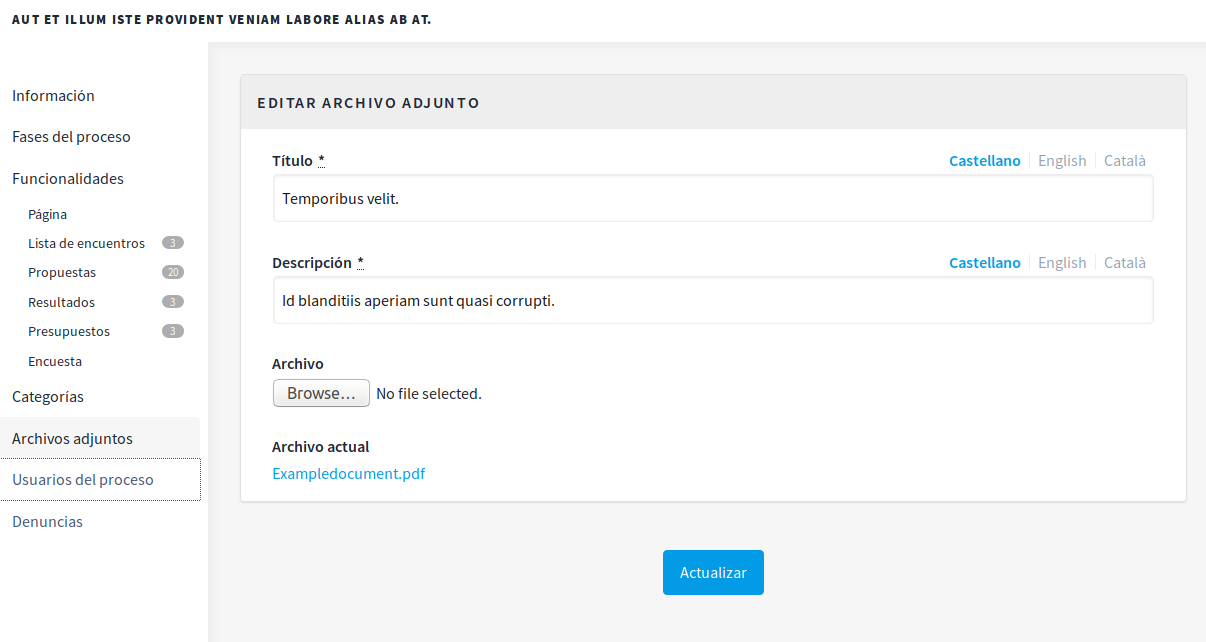 AUT ET ILLUM ISTE PROVIDENT VENIAM LABORE ALIAS AB AT.
Información
Fases del proceso
Funcionalidades
Página
Lista de encuentros 3
Propuestas 20
Resultados 3
Presupuestos 3
Encuesta
Categorías
Archivos adjuntos
Usuarios del proceso
Denuncias
EDITAR ARCHIVO ADJUNTO
Título * Castellano English Català
Temporibus velit.
Descripción * Castellano English Català
Id blanditiis aperiam sunt quasi corrupti.
Archivo
Browse... No file selected.
Archivo actual
Exampledocument.pdf
Actualizar